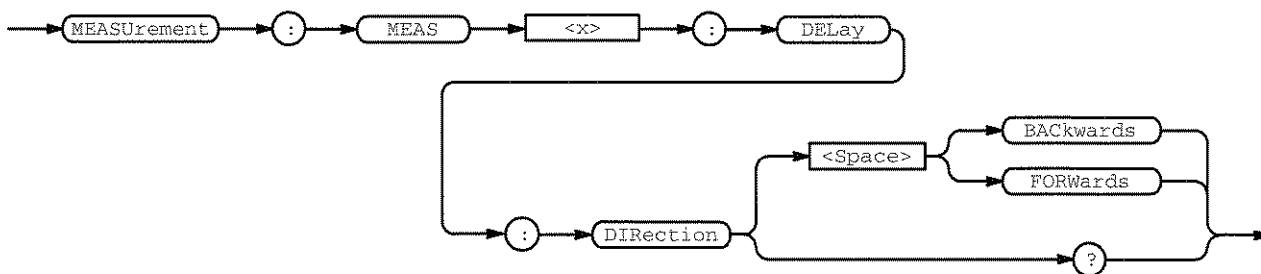 MEASUrement : MEAS <x> : DELay
BACkwards
<Space>
FORWards
: DIRection
?